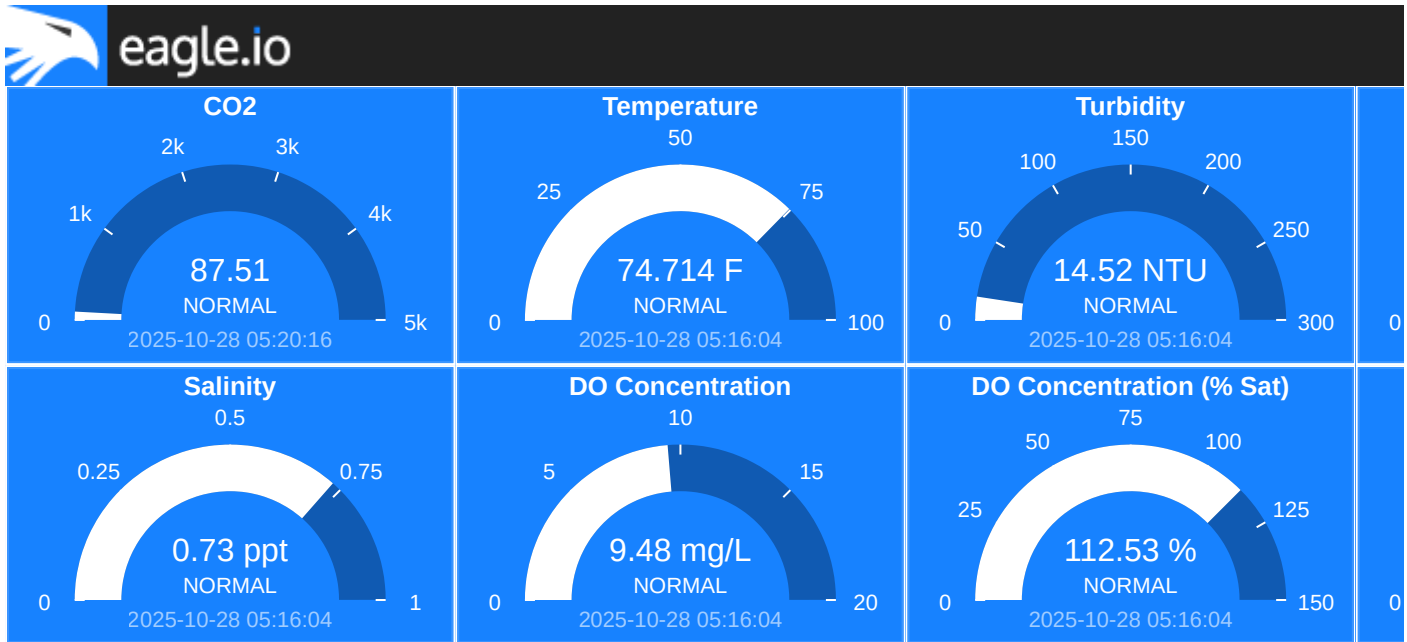 eagle.io
CO2
0
1k
2k
3k
4k
5k
87.51
NORMAL
2025-10-28 05:20:16
Temperature
0
25
50
75
100
74.714 F
NORMAL
2025-10-28 05:16:04
Turbidity
0
50
100
150
200
250
300
14.52 NTU
NORMAL
2025-10-28 05:16:04
0
Salinity
0
0.25
0.5
0.75
1
0.73 ppt
NORMAL
2025-10-28 05:16:04
DO Concentration
0
5
10
15
20
9.48 mg/L
NORMAL
2025-10-28 05:16:04
DO Concentration (% Sat)
0
25
50
75
100
125
150
112.53 %
NORMAL
2025-10-28 05:16:04
0